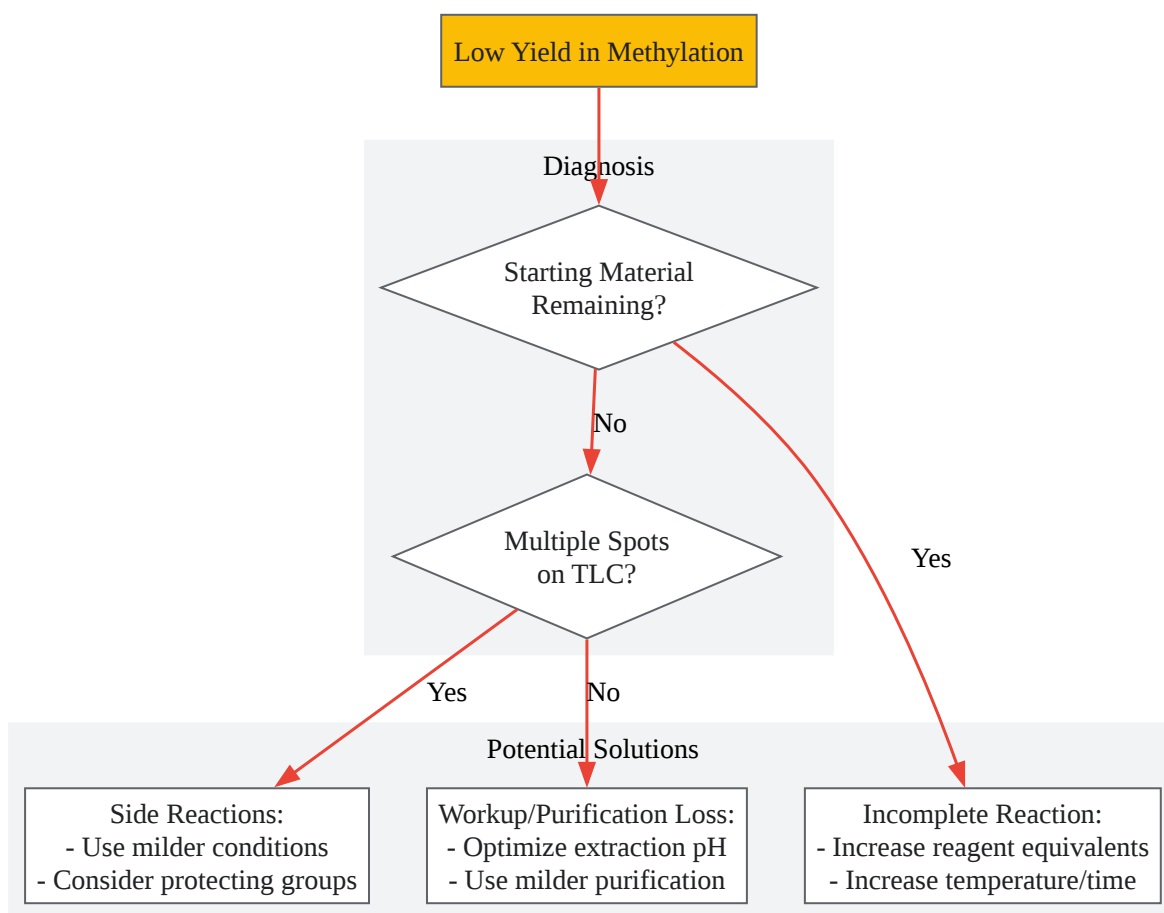 Low Yield in Methylation
Diagnosis
Starting Material
Remaining?
No
Multiple Spots
on TLC?
Yes
Yes
No
Potential Solutions
Side Reactions:
- Use milder conditions
- Consider protecting groups
Workup/Purification Loss:
- Optimize extraction pH
- Use milder purification
Incomplete Reaction:
- Increase reagent equivalents
- Increase temperature/time